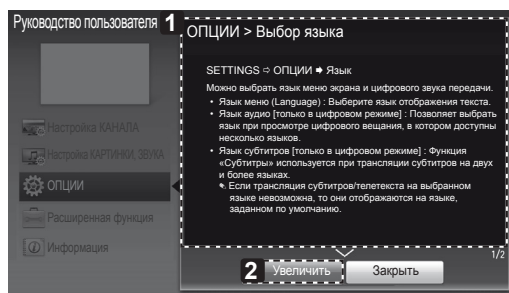 Руководство пользователя
1
ОПЦИИ > Выбор языка
SETTINGS ⇨ ОПЦИИ ➡ Язык
Можно выбрать язык меню экрана и цифрового звука передачи.
• Язык меню (Language) : Выберите язык отображения текста.
• Язык аудио [только в цифровом режиме] : Позволяет выбрать
язык при просмотре цифрового вещания, в котором доступны
несколько языков.
• Язык субтитров [только в цифровом режиме] : Функция
«Субтитры» используется при трансляции субтитров на двух
и более языках.
Если трансляция субтитров/телетекста на выбранном
языке невозможна, то они отображаются на языке,
заданном по умолчанию.
Настройка КАНАЛА
Настройка КАРТИНКИ, ЗВУКА
ОПЦИИ
Расширенная функция
Информация
1/2
2
Увеличить
Закрыть